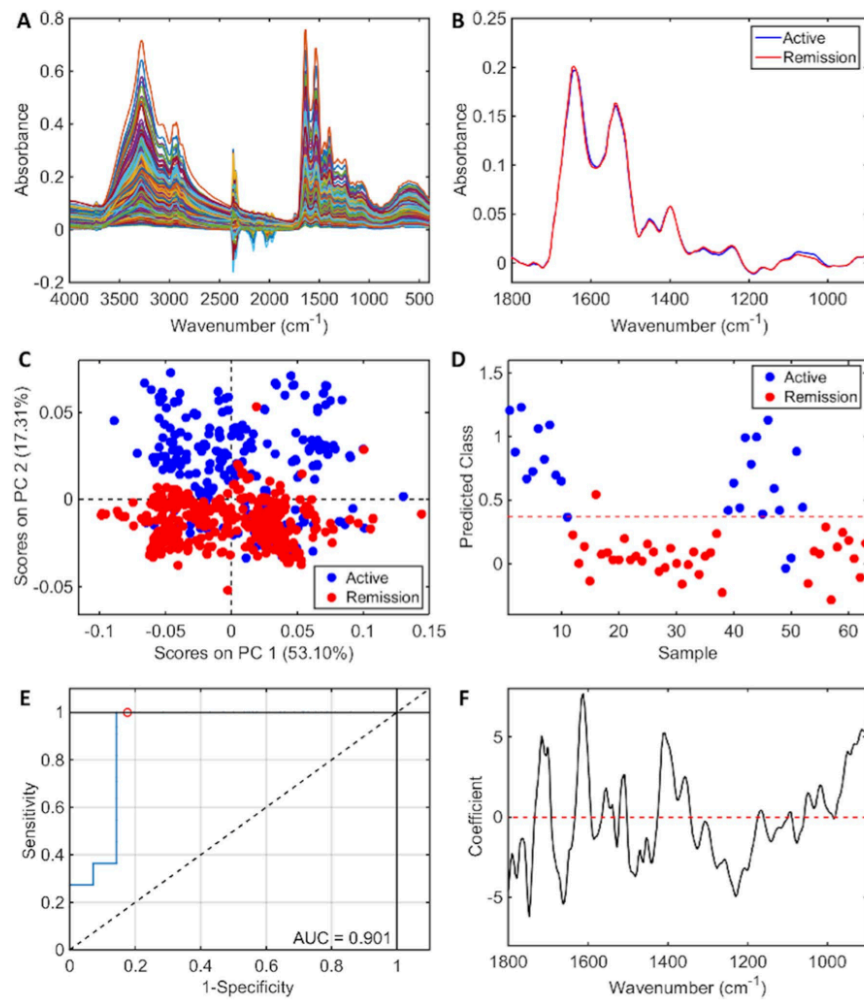 A
Absorbance
0.8
0.6
0.4
0.2
0
-0.2
4000 3500 3000 2500 2000 1500 1000 500
Wavenumber (cm-1)
B
Absorbance
0.25
0.2
0.15
0.1
0.05
0
1800 1600 1400 1200 1000
Wavenumber (cm-1)
Active
Remission
C
Scores on PC 2 (17.31%)
0.05
0
-0.05
-0.1 -0.05 0 0.05 0.1 0.15
Scores on PC 1 (53.10%)
Active
Remission
D
Predicted Class
1.5
1
0.5
0
10 20 30 40 50 60
Sample
Active
Remission
E
Sensitivity
1
0.8
0.6
0.4
0.2
0
0 0.2 0.4 0.6 0.8 1
1-Specificity
AUC = 0.901
F
Coefficient
5
0
-5
1800 1600 1400 1200 1000
Wavenumber (cm-1)